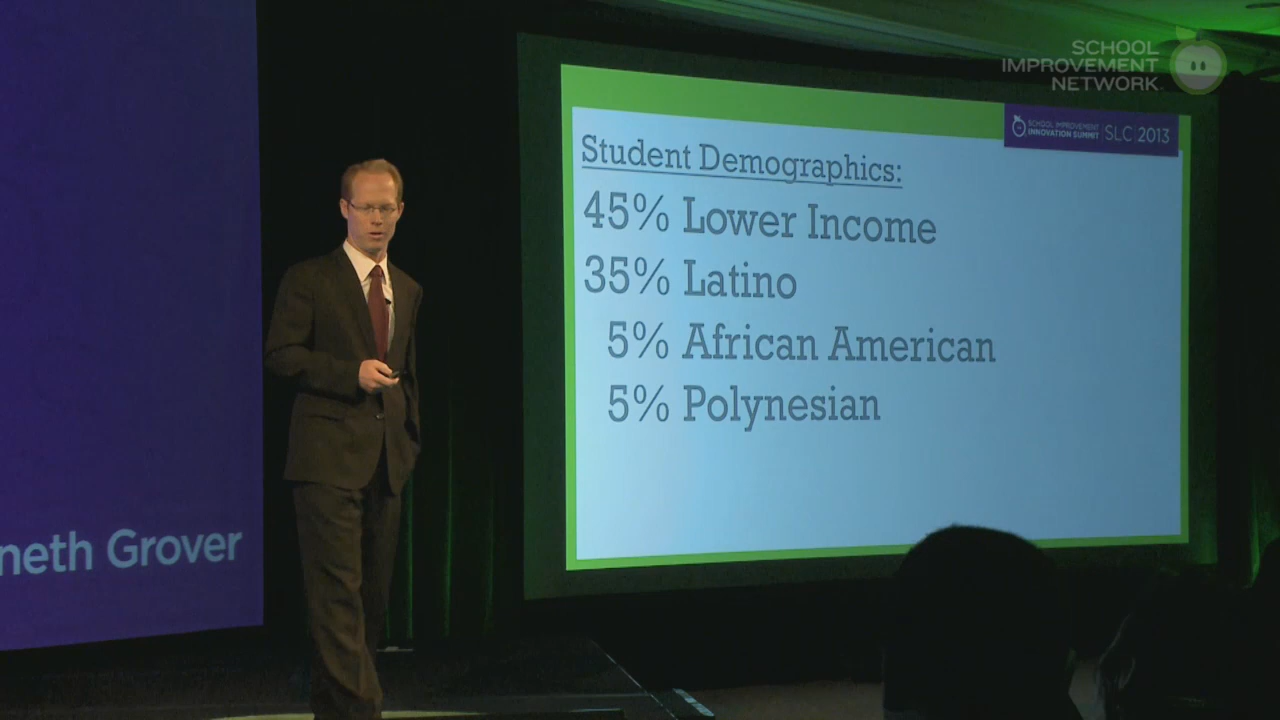 SCHOOL
IMPROVEMENT
NETWORK
SCHOOL IMPROVEMENT
INNOVATION SUMMIT
SLC
2013
Student Demographics:
45% Lower Income
35% Latino
5% African American
5% Polynesian
neth Grover